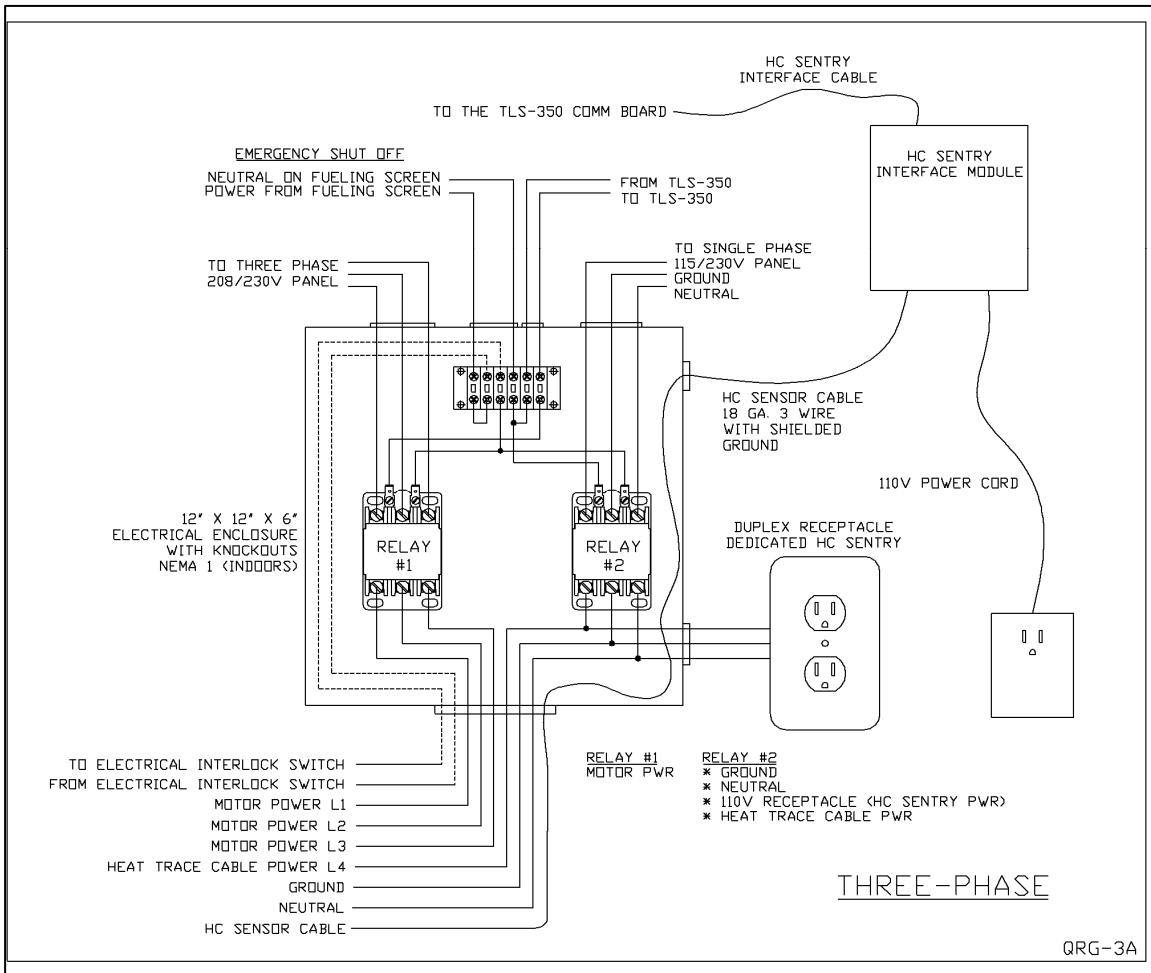 HC SENTRY
INTERFACE CABLE
TO THE TLS-350 COMM BOARD
HC SENTRY
INTERFACE MODULE
EMERGENCY SHUT OFF
NEUTRAL ON FUELING SCREEN
POWER FROM FUELING SCREEN
FROM TLS-350
TO TLS-350
TO THREE PHASE
208/230V PANEL
TO SINGLE PHASE
115/230V PANEL
GROUND
NEUTRAL
HC SENSOR CABLE
18 GA. 3 WIRE
WITH SHIELDED
GROUND
110V POWER CORD
12" X 12" X 6"
ELECTRICAL ENCLOSURE
WITH KNOCKOUTS
NEMA 1 (INDOORS)
RELAY
#1
RELAY
#2
DUPLEX RECEPTACLE
DEDICATED HC SENTRY
TO ELECTRICAL INTERLOCK SWITCH
FROM ELECTRICAL INTERLOCK SWITCH
MOTOR POWER L1
MOTOR POWER L2
MOTOR POWER L3
HEAT TRACE CABLE POWER L4
GROUND
NEUTRAL
HC SENSOR CABLE
RELAY #1
MOTOR PWR
RELAY #2
* GROUND
* NEUTRAL
* 110V RECEPTACLE (HC SENTRY PWR)
* HEAT TRACE CABLE PWR
THREE-PHASE
QRG-3A